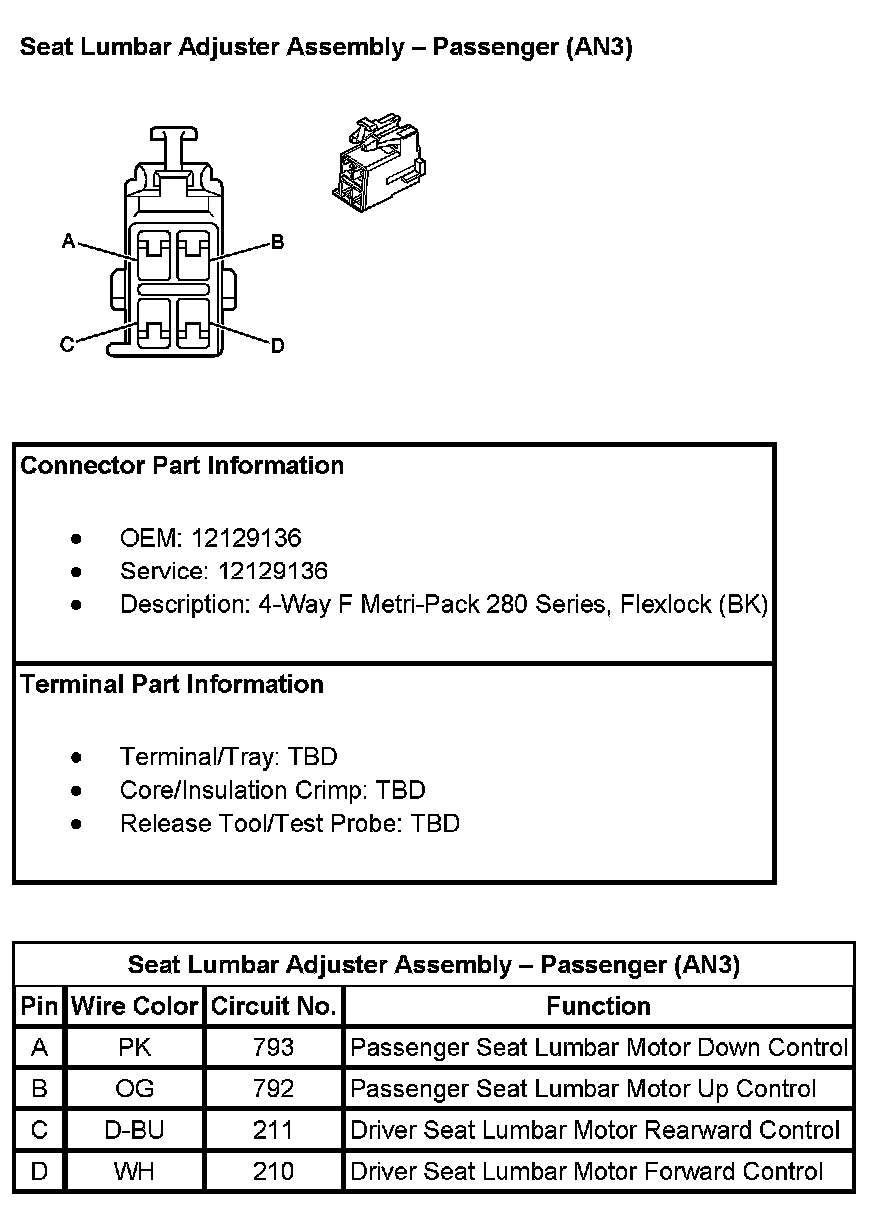 Seat Lumbar Adjuster Assembly – Passenger (AN3)
A
B
C
D
Connector Part Information
• OEM: 12129136
• Service: 12129136
• Description: 4-Way F Metri-Pack 280 Series, Flexlock (BK)
Terminal Part Information
• Terminal/Tray: TBD
• Core/Insulation Crimp: TBD
• Release Tool/Test Probe: TBD
Seat Lumbar Adjuster Assembly – Passenger (AN3)
Pin Wire Color Circuit No. Function
A PK 793 Passenger Seat Lumbar Motor Down Control
B OG 792 Passenger Seat Lumbar Motor Up Control
C D-BU 211 Driver Seat Lumbar Motor Rearward Control
D WH 210 Driver Seat Lumbar Motor Forward Control